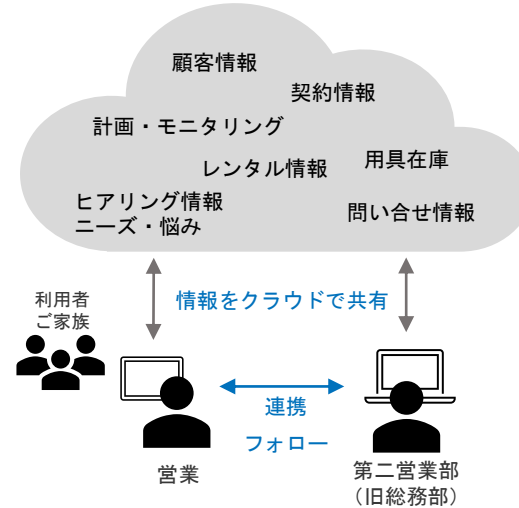 顧客情報
契約情報
計画・モニタリング
レンタル情報
用具在庫
ヒアリング情報
ニーズ・悩み
問い合せ情報
情報をクラウドで共有
利用者
ご家族
連携
フォロー
営業
第二営業部
（旧総務部）